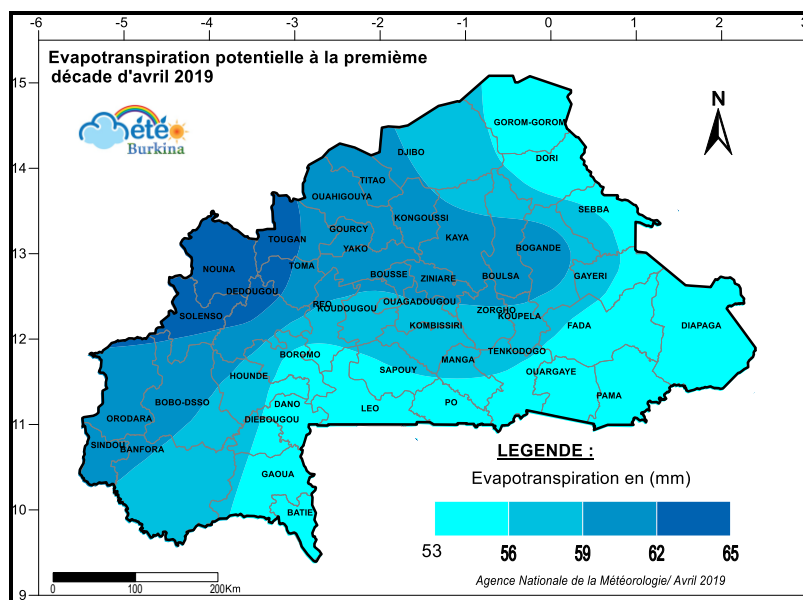 -6 -5 -4 -3 -2 -1 0 1 2 3
Evapotranspiration potentielle à la première
décade d'avril 2019
été
Burkina
N
15
14
13
12
11
10
9
GOROM-GOROM
DJIBO
DORI
TITAO
OUAHIGOUYA
SEBBA
KONGOUSSI
GOURCY
TOUGAN
KAYA
YAKO
BOGANDE
NOUNA
TOMA
BOUSSE
ZINIARE
BOULSA
GAYERI
DEDOUGOU
REO
OUAGADOUGOU
KOUDOUGOU
ZORGHO
KOUPELA
SOLENSO
KOMBISSIRI
FADA
DIAPAGA
BOROMO
TENKODOGO
MANGA
HOUNDE
SAPOUY
OUARGAYE
BOBO-DSSO
DANO
LEO
PO
PAMA
ORODARA
DIEBOUGOU
SINDOU
BANFORA
GAOUA
BATIE
LEGENDE :
Evapotranspiration en (mm)
53 56 59 62 65
0 100 200Km
Agence Nationale de la Météorologie/ Avril 2019